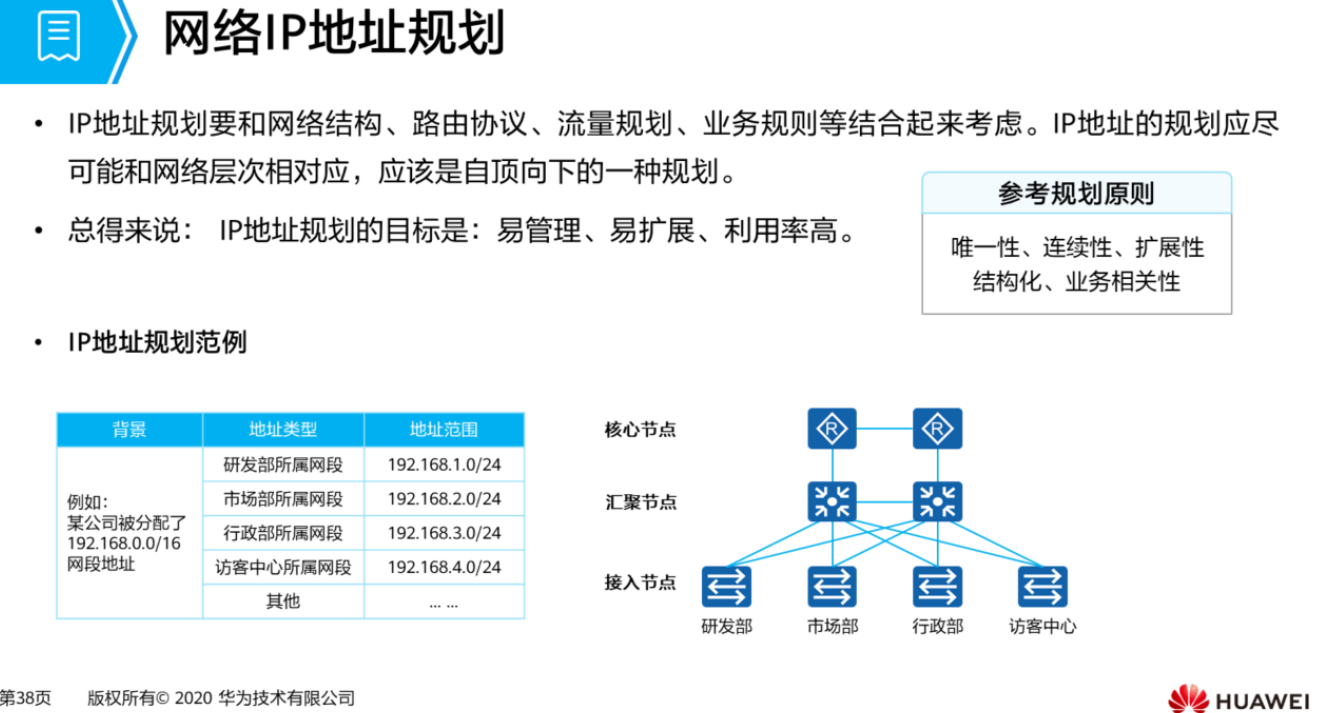 网络IP地址规划
• IP地址规划要和网络结构、路由协议、流量规划、业务规则等结合起来考虑。IP地址的规划应尽
可能和网络层次相对应，应该是自顶向下的一种规划。
• 总得来说： IP地址规划的目标是：易管理、易扩展、利用率高。
参考规划原则
唯一性、连续性、扩展性
结构化、业务相关性
• IP地址规划范例
背景 地址类型 地址范围
例如：
某公司被分配了
192.168.0.0/16
网段地址
研发部所属网段 192.168.1.0/24
市场部所属网段 192.168.2.0/24
行政部所属网段 192.168.3.0/24
访客中心所属网段 192.168.4.0/24
其他 ... ...
核心节点
R R
汇聚节点
接入节点
研发部 市场部 行政部 访客中心
第38页 版权所有© 2020 华为技术有限公司
HUAWEI